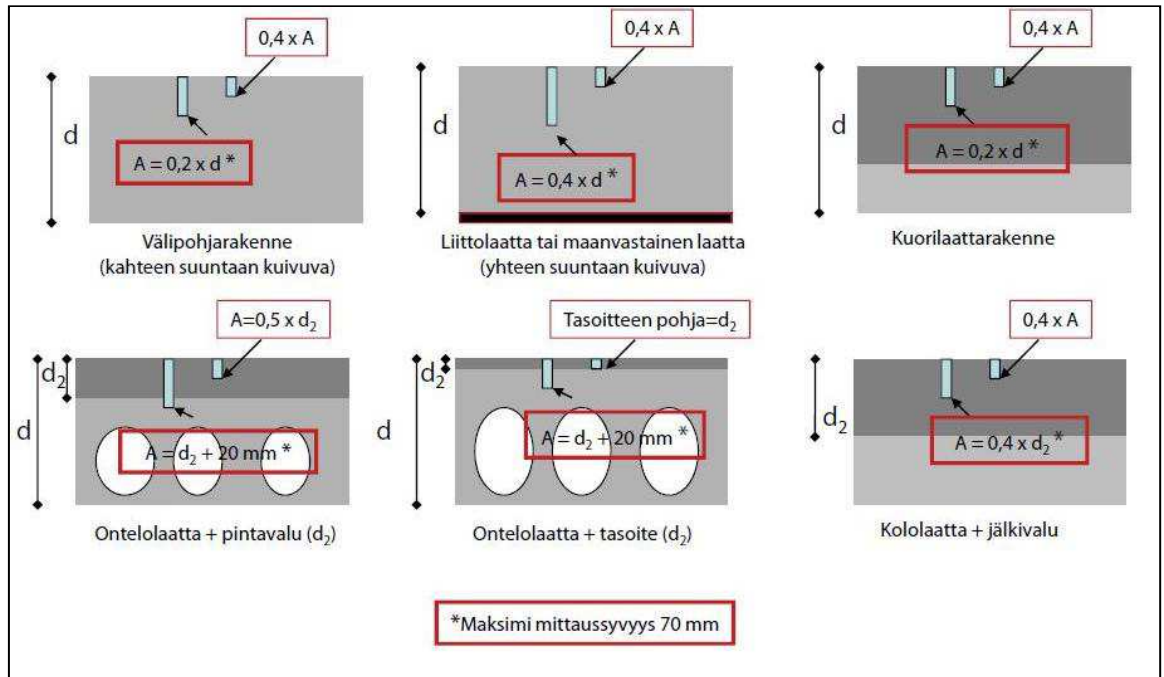 0,4 x A
d
A = 0,2 x d *
Välipohjarakenne
(kahteen suuntaan kuivuva)
0,4 x A
d
A = 0,4 x d *
Liittolaatta tai maanvastainen laatta
(yhteen suuntaan kuivuva)
0,4 x A
d
A = 0,2 x d *
Kuorilaattarakenne
A=0,5 x d₂
d₂
d
A = d₂ + 20 mm *
Ontelolaatta + pintavalu (d₂)
Tasoitteen pohja=d₂
d₂
d
A = d₂ + 20 mm *
Ontelolaatta + tasoite (d₂)
0,4 x A
d₂
A = 0,4 x d₂ *
Kololaatta + jälkivalu
*Maksimi mittaussyvyys 70 mm